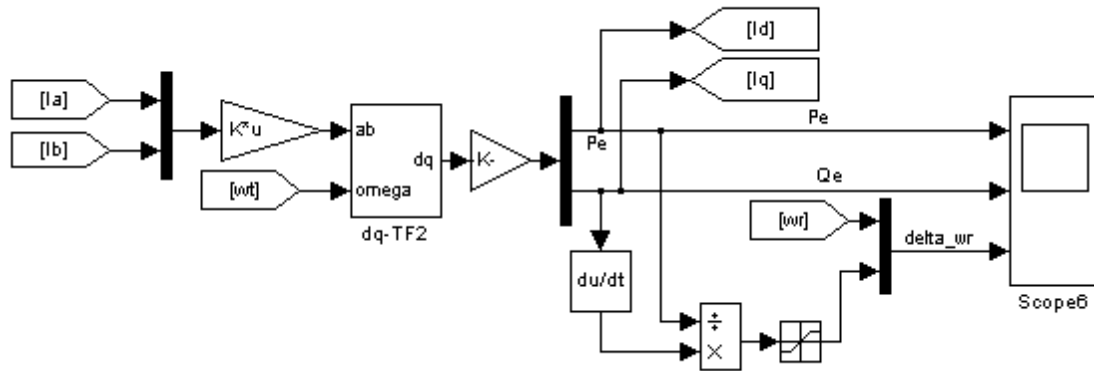 [Id]
[Ia]
[Iq]
K*u
ab
Pe
Pe
[Ib]
dq
K-
[wt]
omega
Qe
dq-TF2
[wr]
delta_wr
du/dt
Scope6
÷
×